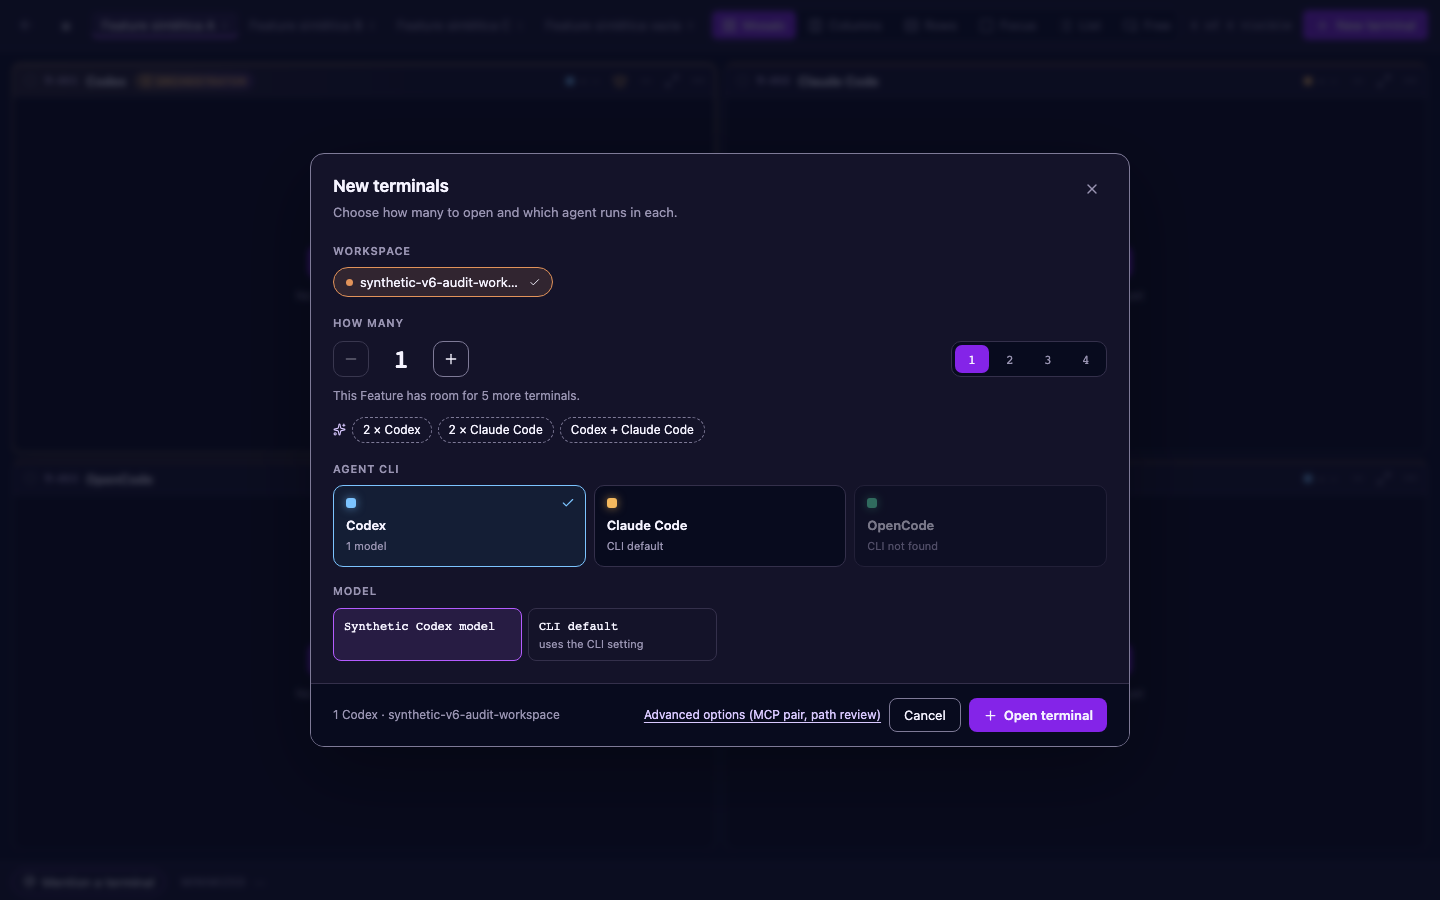 New terminals
Choose how many to open and which agent runs in each.
WORKSPACE
synthetic-v6-audit-work...
HOW MANY
1
1 2 3 4
This Feature has room for 5 more terminals.
2 × Codex
2 × Claude Code
Codex + Claude Code
AGENT CLI
Codex
1 model
Claude Code
CLI default
OpenCode
CLI not found
MODEL
Synthetic Codex model
CLI default
uses the CLI setting
1 Codex · synthetic-v6-audit-workspace
Advanced options (MCP pair, path review)
Cancel
+ Open terminal
Codex
Claude Code
OpenCode